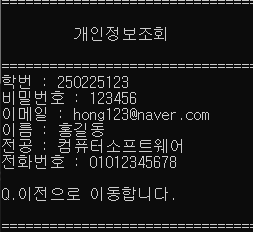 ========================================
개인정보조회
========================================
학번 : 250225123
비밀번호 : 123456
이메일 : hong123@naver.com
이름 : 홍길동
전공 : 컴퓨터소프트웨어
전화번호 : 01012345678
Q.이전으로 이동합니다.
========================================